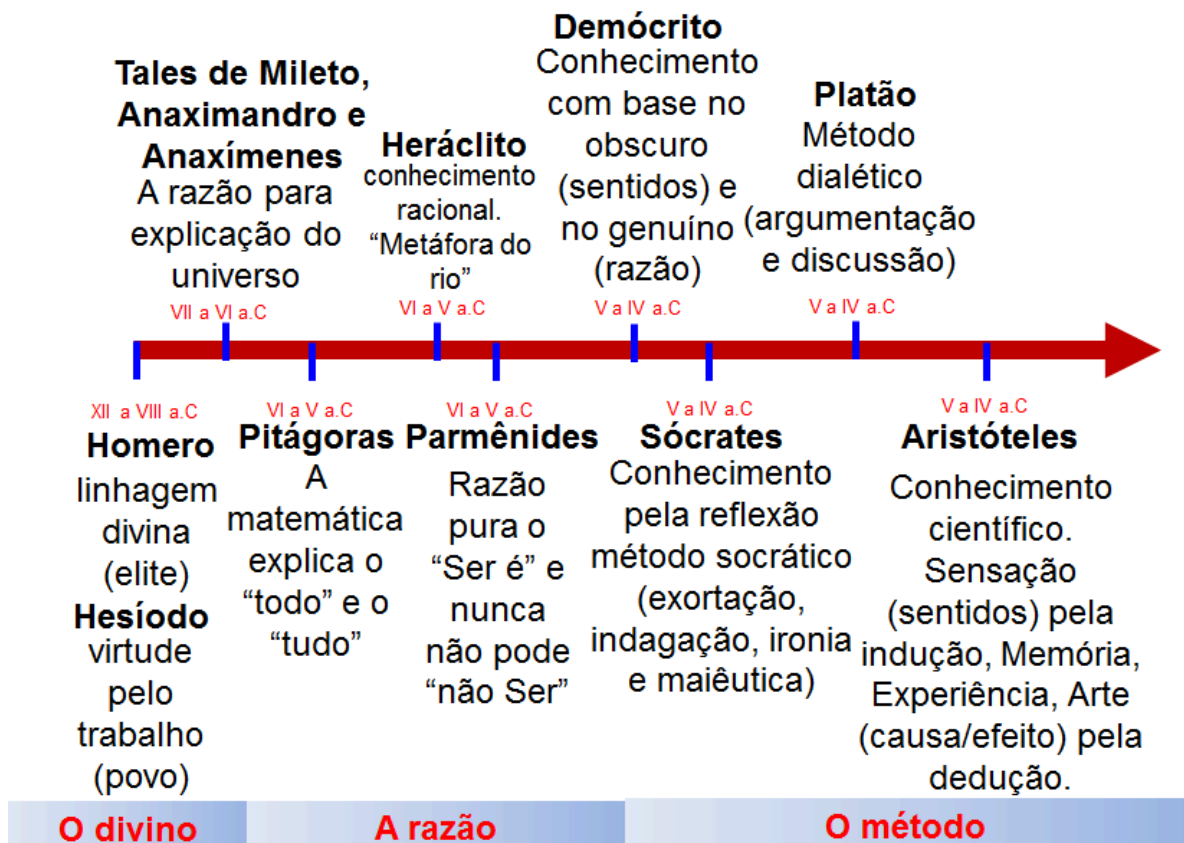 Tales de Mileto,
Anaximandro e
Anaxímenes
A razão para
explicação do
universo
VII a VI a.C
Heráclito
conhecimento
racional.
“Metáfora do
rio”
VI a V a.C
Demócrito
Conhecimento
com base no
obscuro
(sentidos) e
no genuíno
(razão)
V a IV a.C
Platão
Método
dialético
(argumentação
e discussão)
V a IV a.C
XII a VIII a.C
Homero
linhagem
divina
(elite)
Hesíodo
virtude
pelo
trabalho
(povo)
VI a V a.C
Pitágoras
A
matemática
explica o
“todo” e o
“tudo”
VI a V a.C
Parmênides
Razão
pura o
“Ser é” e
nunca
não pode
“não Ser”
V a IV a.C
Sócrates
Conhecimento
pela reflexão
método socrático
(exortação,
indagação, ironia
e maiêutica)
V a IV a.C
Aristóteles
Conhecimento
científico.
Sensação
(sentidos) pela
indução, Memória,
Experiência, Arte
(causa/efeito) pela
dedução.
O divino
A razão
O método